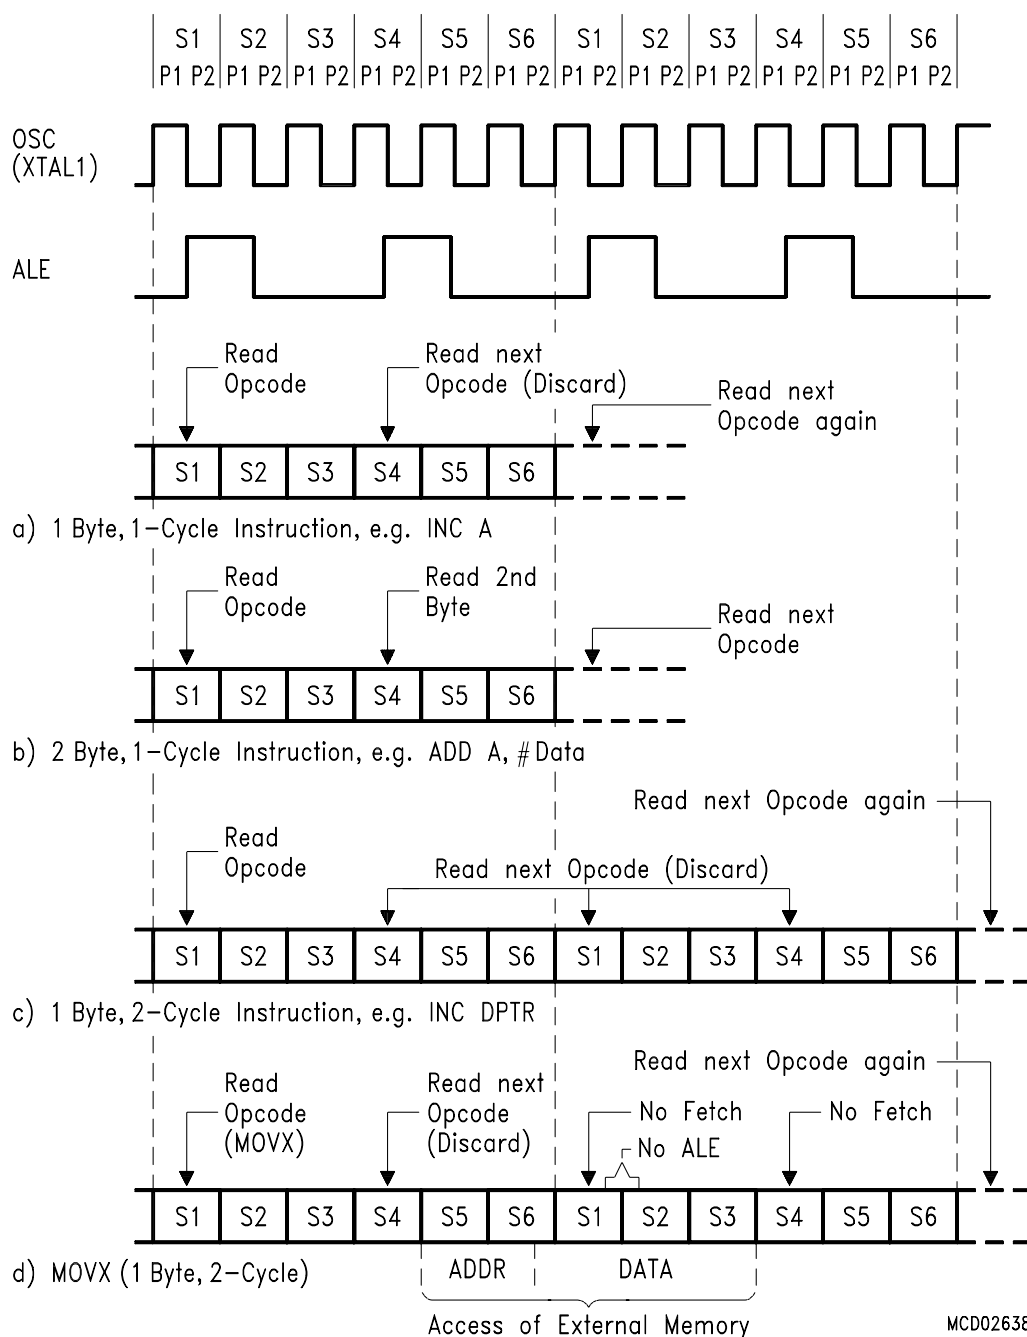 S1 S2 S3 S4 S5 S6 S1 S2 S3 S4 S5 S6
P1 P2 P1 P2 P1 P2 P1 P2 P1 P2 P1 P2 P1 P2 P1 P2 P1 P2 P1 P2 P1 P2 P1 P2
OSC
(XTAL1)
ALE
Read
Opcode
Read next
Opcode (Discard)
Read next
Opcode again
S1 S2 S3 S4 S5 S6
a) 1 Byte, 1-Cycle Instruction, e.g. INC A
Read
Opcode
Read 2nd
Byte
Read next
Opcode
S1 S2 S3 S4 S5 S6
b) 2 Byte, 1-Cycle Instruction, e.g. ADD A, #Data
Read next Opcode again
Read
Opcode
Read next Opcode (Discard)
S1 S2 S3 S4 S5 S6 S1 S2 S3 S4 S5 S6
c) 1 Byte, 2-Cycle Instruction, e.g. INC DPTR
Read next Opcode again
Read
Opcode
(MOVX)
Read next
Opcode
(Discard)
No Fetch
No ALE
No Fetch
S1 S2 S3 S4 S5 S6 S1 S2 S3 S4 S5 S6
d) MOVX (1 Byte, 2-Cycle)
ADDR
DATA
Access of External Memory
MCD02638